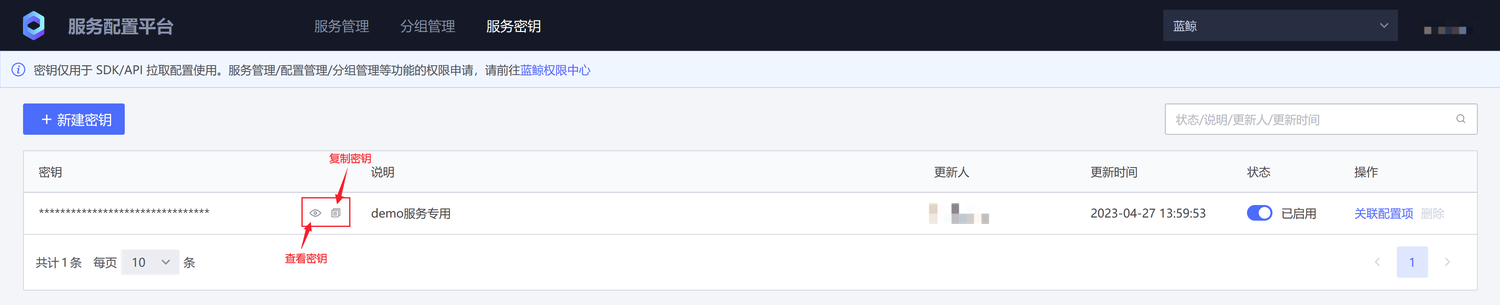 服务配置平台 服务管理 分组管理 服务密钥 蓝鲸
密钥仅用于 SDK/API 拉取配置使用。服务管理/配置管理/分组管理等功能的权限申请，请前往蓝鲸权限中心
+ 新建密钥 状态/说明/更新人/更新时间
复制密钥
密钥 说明 更新人 更新时间 状态 操作
******************************** demo服务专用 2023-04-27 13:59:53 已启用 关联配置项 删除
查看密钥
共计 1 条 每页 10 条 1